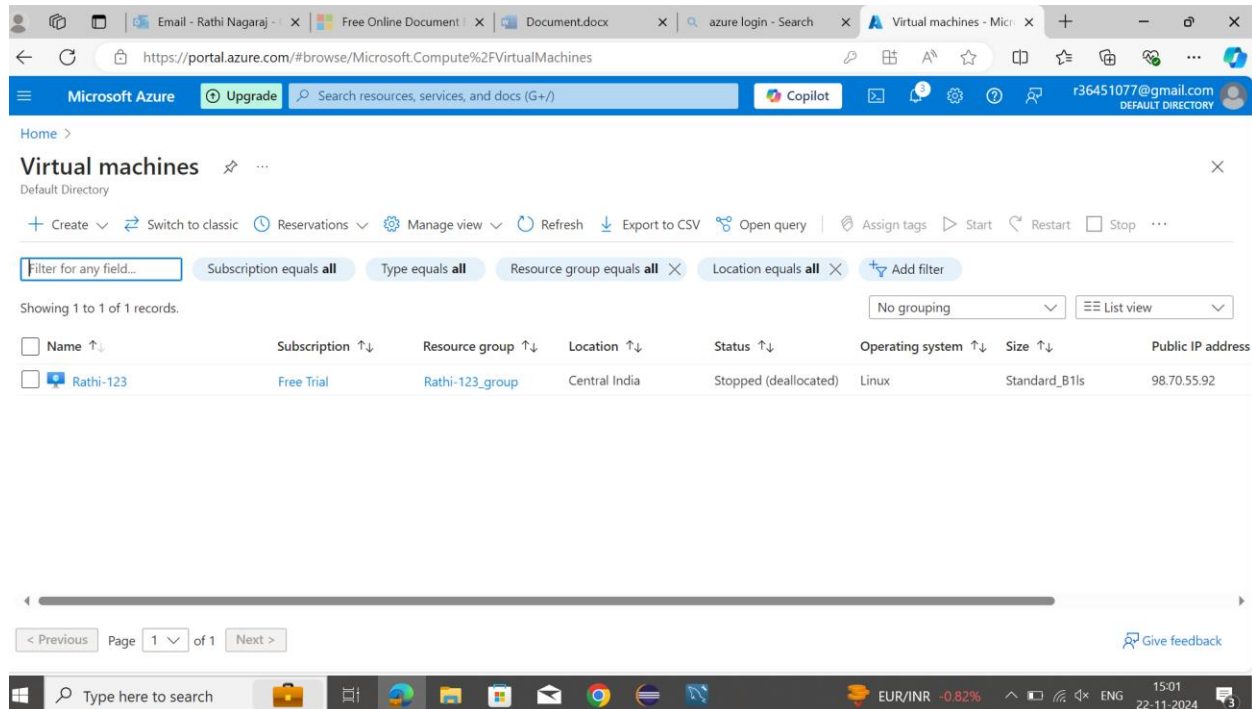 Email - Rathi Nagaraj - Free Online Document Document.docx azure login - Search Virtual machines - Micr
https://portal.azure.com/#browse/Microsoft.Compute%2FVirtualMachines
Microsoft Azure Upgrade Search resources, services, and docs (G+/) Copilot 3 r36451077@gmail.com
DEFAULT DIRECTORY
Home >
Virtual machines ...
Default Directory
Create Switch to classic Reservations Manage view Refresh Export to CSV Open query Assign tags Start Restart Stop ...
Filter for any field... Subscription equals all Type equals all Resource group equals all Location equals all Add filter
Showing 1 to 1 of 1 records. No grouping List view
Name Subscription Resource group Location Status Operating system Size Public IP address
Rathi-123 Free Trial Rathi-123_group Central India Stopped (deallocated) Linux Standard_B1ls 98.70.55.92
< Previous Page 1 of 1 Next > Give feedback
Type here to search EUR/INR -0.82% ENG 15:01
22-11-2024 3